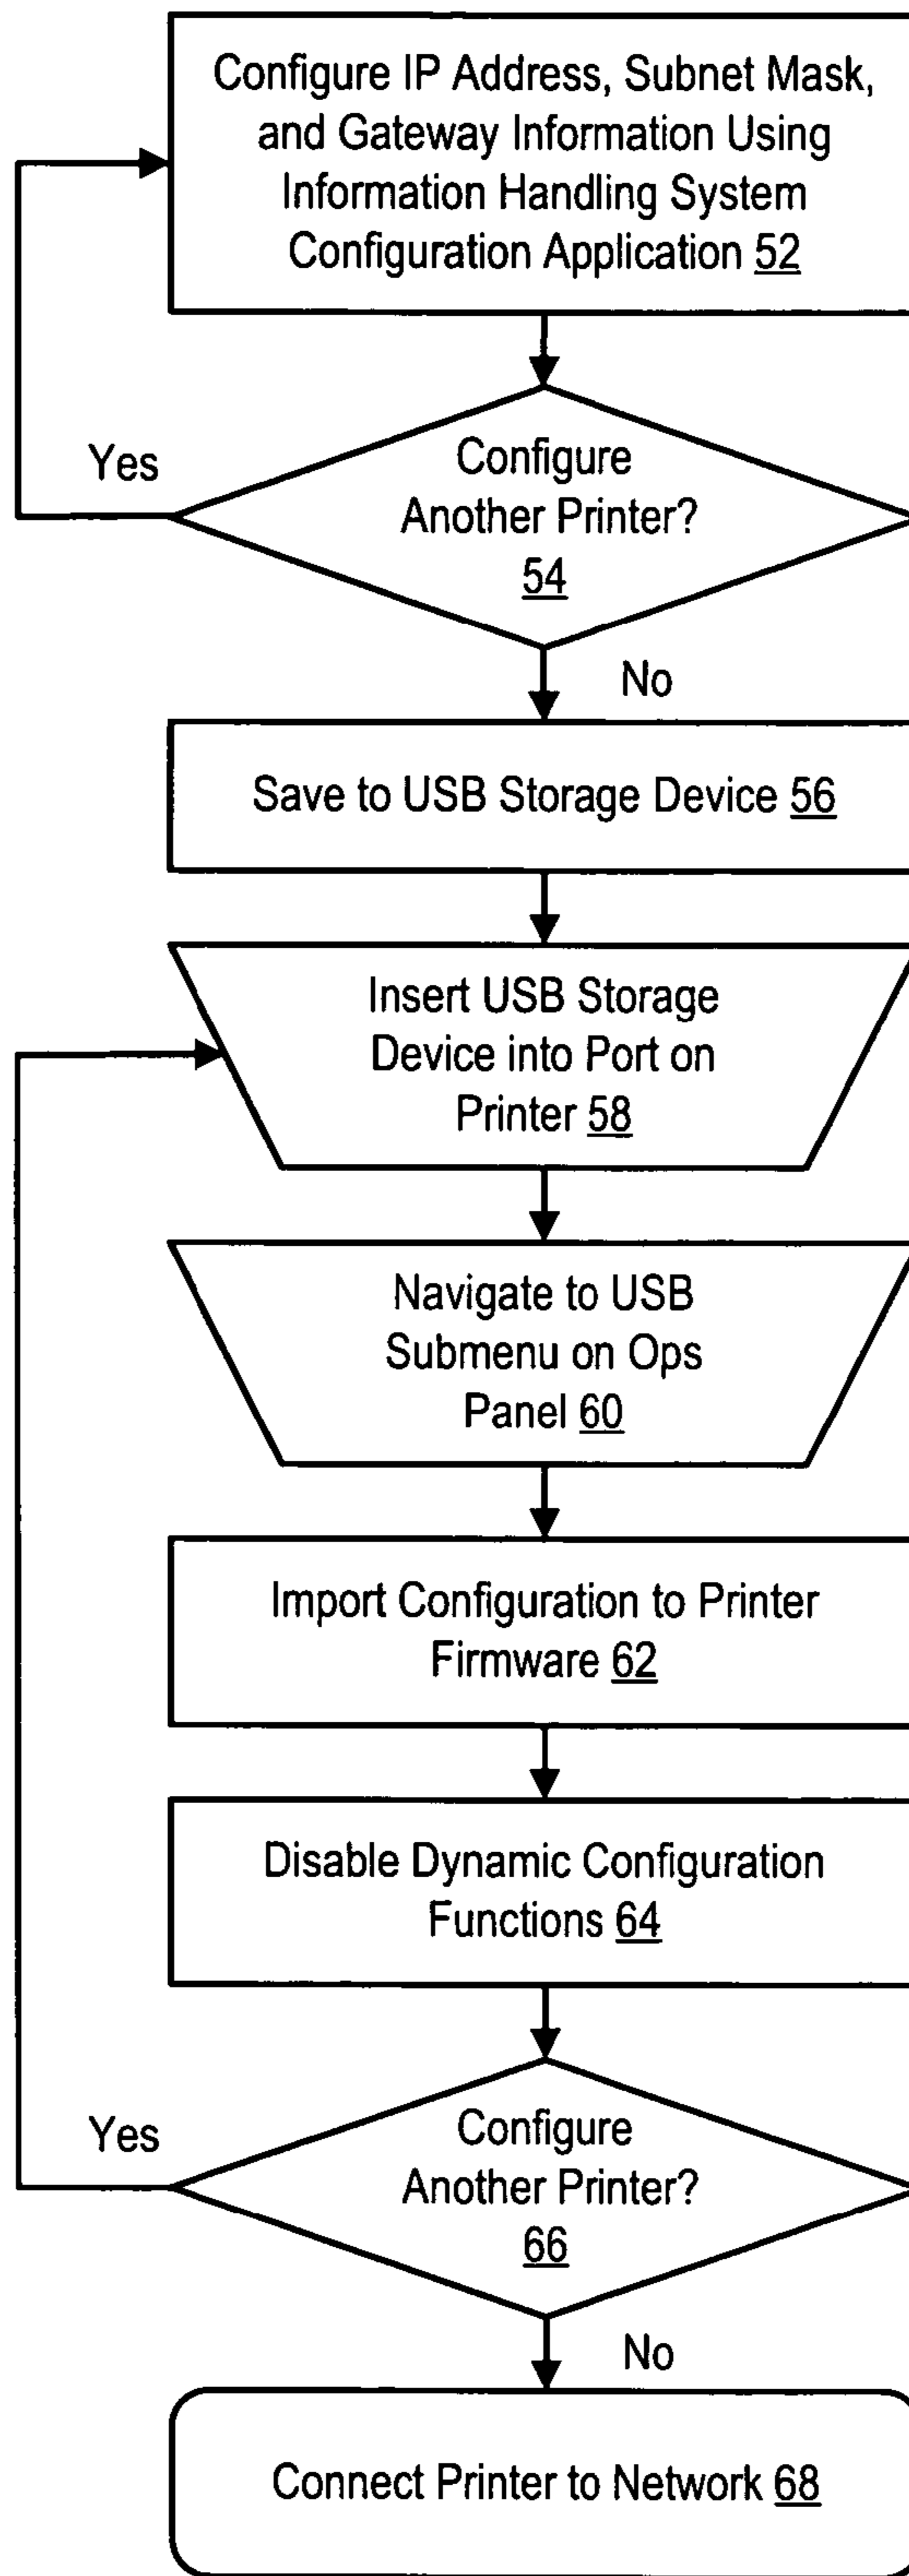 Configure IP Address, Subnet Mask,
and Gateway Information Using
Information Handling System
Configuration Application 52
Configure
Another Printer?
54
Yes
No
Save to USB Storage Device 56
Insert USB Storage
Device into Port on
Printer 58
Navigate to USB
Submenu on Ops
Panel 60
Import Configuration to Printer
Firmware 62
Disable Dynamic Configuration
Functions 64
Configure
Another Printer?
66
Yes
No
Connect Printer to Network 68